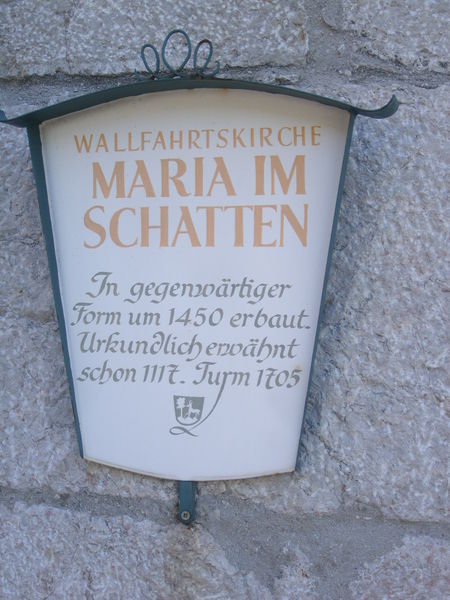 WALLFAHRTSKIRCHE
MARIA IM
SCHATTEN
In gegenwärtiger
Form um 1450 erbaut.
Urkundlich erwähnt
schon 1117. Turm 1705